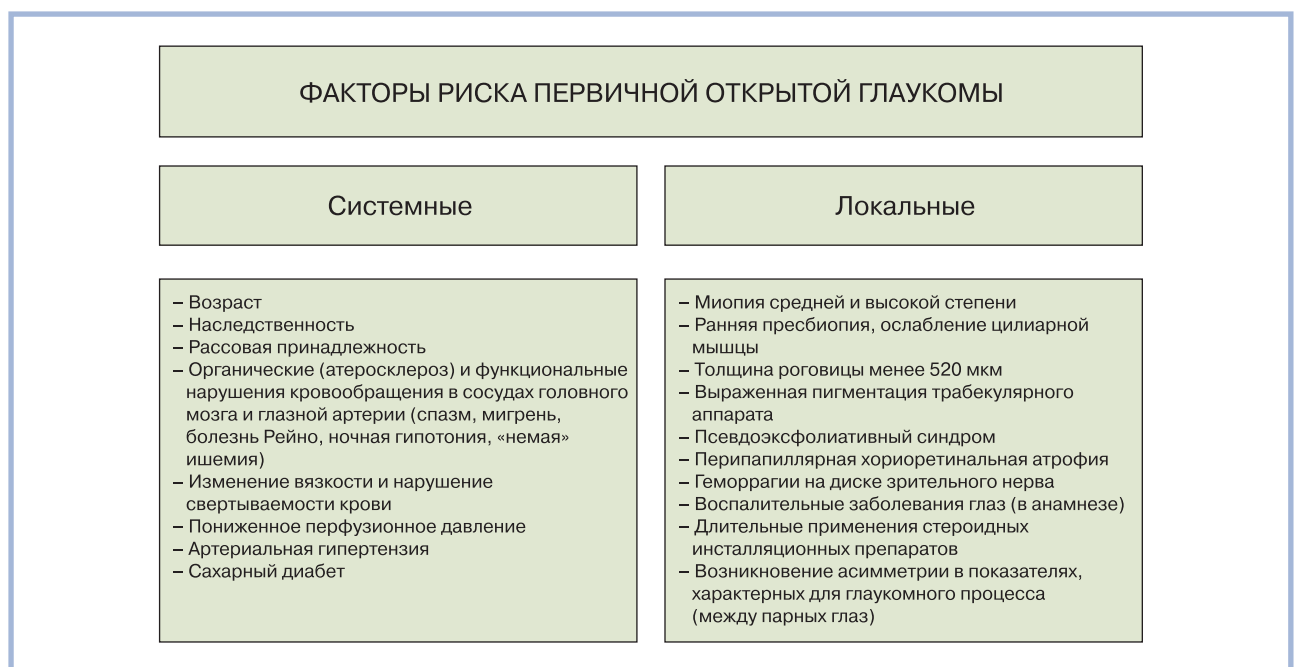 ФАКТОРЫ РИСКА ПЕРВИЧНОЙ ОТКРЫТОЙ ГЛАУКОМЫ
Системные
– Возраст
– Наследственность
– Рассовая принадлежность
– Органические (атеросклероз) и функциональные
нарушения кровообращения в сосудах головного
мозга и глазной артерии (спазм, мигрень,
болезнь Рейно, ночная гипотония, «немая»
ишемия)
– Изменение вязкости и нарушение
свертываемости крови
– Пониженное перфузионное давление
– Артериальная гипертензия
– Сахарный диабет
Локальные
– Миопия средней и высокой степени
– Ранняя пресбиопия, ослабление цилиарной
мышцы
– Толщина роговицы менее 520 мкм
– Выраженная пигментация трабекулярного
аппарата
– Псевдоэксфолиативный синдром
– Перипапиллярная хориоретинальная атрофия
– Геморрагии на диске зрительного нерва
– Воспалительные заболевания глаз (в анамнезе)
– Длительные применения стероидных
инсталляционных препаратов
– Возникновение асимметрии в показателях,
характерных для глаукомного процесса
(между парных глаз)